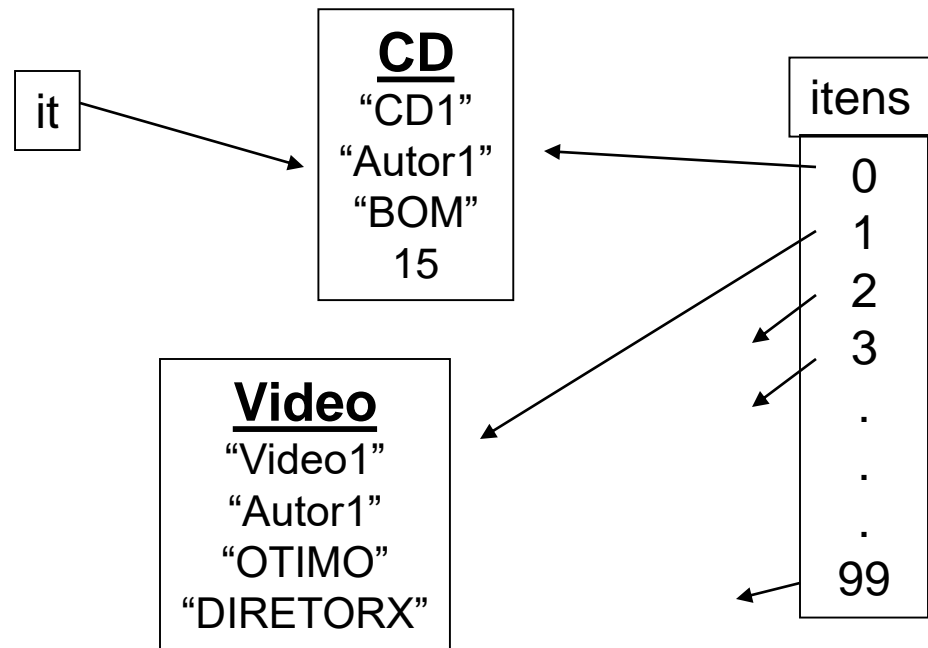 it
CD
“CD1”
“Autor1”
“BOM”
15
Video
“Video1”
“Autor1”
“OTIMO”
“DIRETORX”
itens
0
1
2
3
.
.
.
99